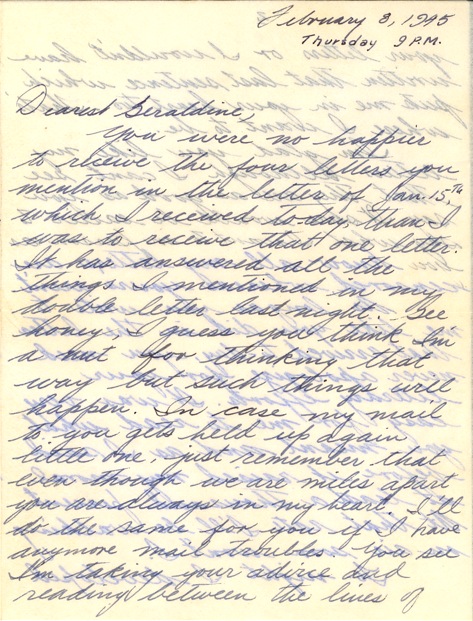 February 8, 1945
Thursday 9 P.M.
Dearest Geraldine,
You were no happier
to receive the four letters you
mention in the letter of Jan. 15,TH
which I received to-day, than I
was to receive that one letter.
It has answered all the
things I mentioned in my
double letter last night. Gee
honey, I guess you think I'm
a nut for thinking that
way but such things will
happen. In case my mail
to you gets held up again
little one just remember that
even though we are miles apart
you are always in my heart. I'll
do the same for you if I have
anymore mail troubles. You see
I'm taking your advice and
reading between the lines of